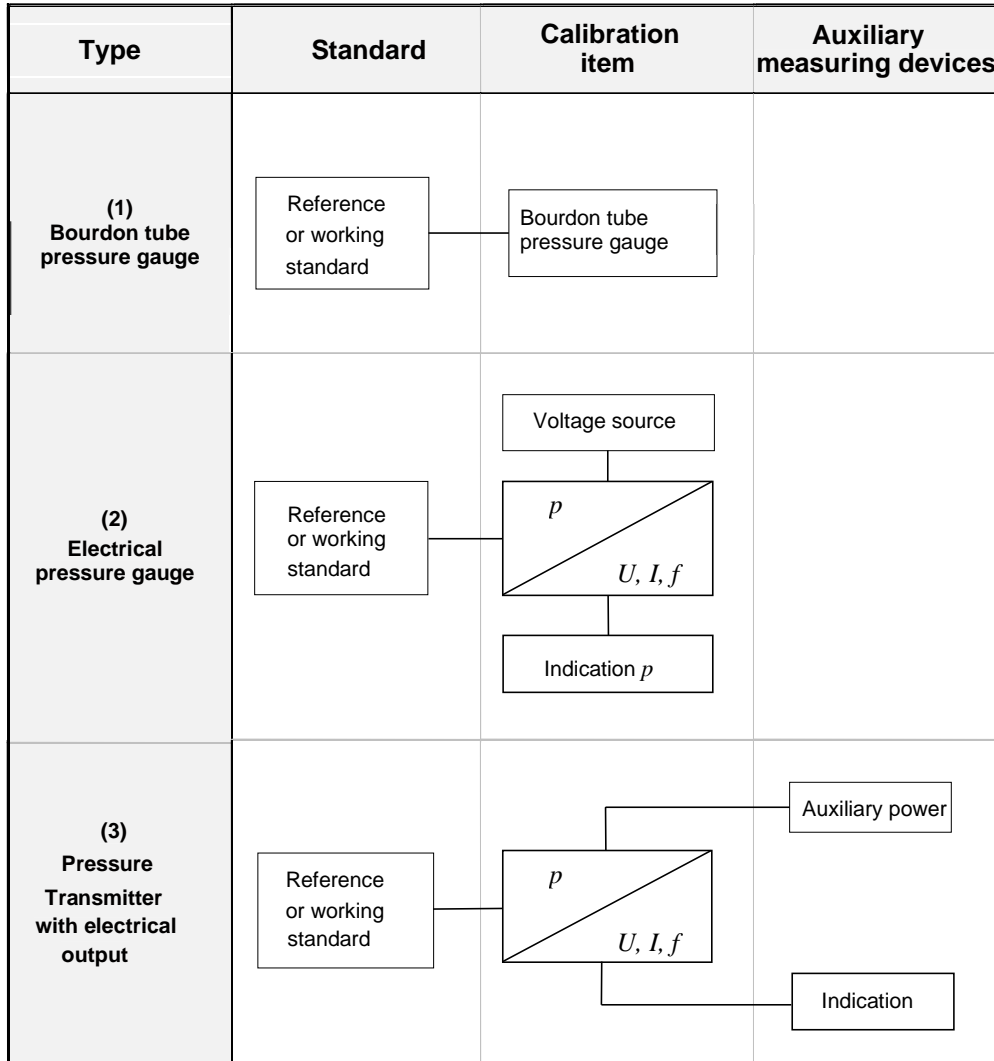 Type
Standard
Calibration
item
Auxiliary
measuring devices
(1)
Bourdon tube
pressure gauge
Reference
or working
standard
Bourdon tube
pressure gauge
(2)
Electrical
pressure gauge
Reference
or working
standard
Voltage source
p
U, I, f
Indication p
(3)
Pressure
Transmitter
with electrical
output
Reference
or working
standard
p
U, I, f
Auxiliary power
Indication